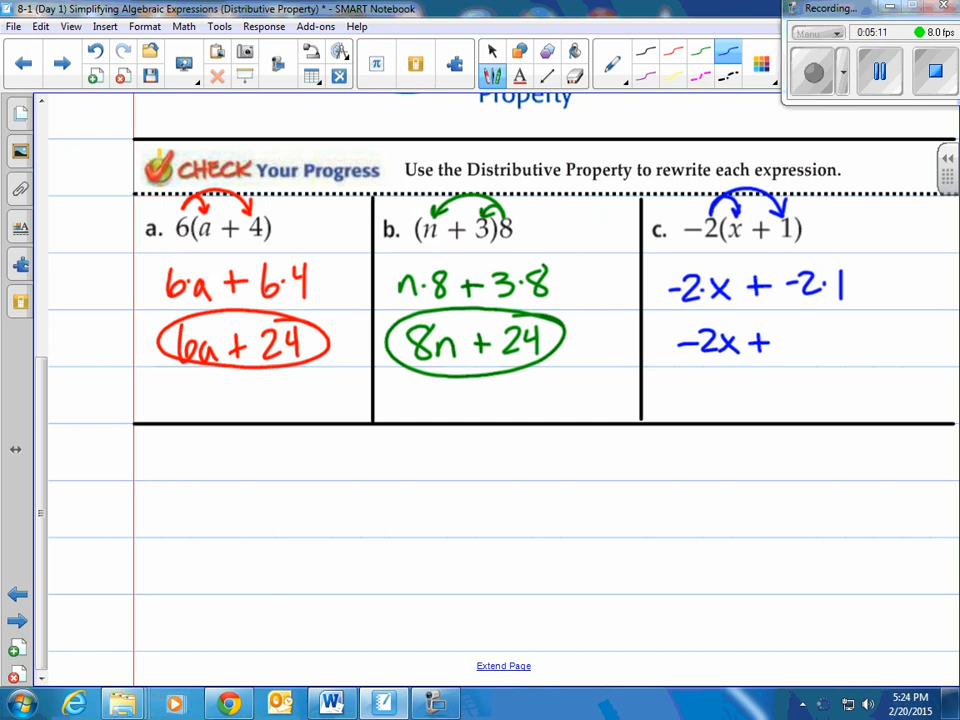 8-1 (Day 1) Simplifying Algebraic Expressions (Distributive Property) * - SMART Notebook
Recording...
File Edit View Insert Format Math Tools Response Add-ons Help
Menu
0:05:11
8.0 fps
Property
CHECK Your Progress Use the Distributive Property to rewrite each expression.
a. 6(a + 4) b. (n + 3)8 c. −2(x + 1)
6·a + 6·4 n·8 + 3·8 -2·x + -2·1
6a + 24 8n + 24 -2x +
Extend Page
5:24 PM
2/20/2015